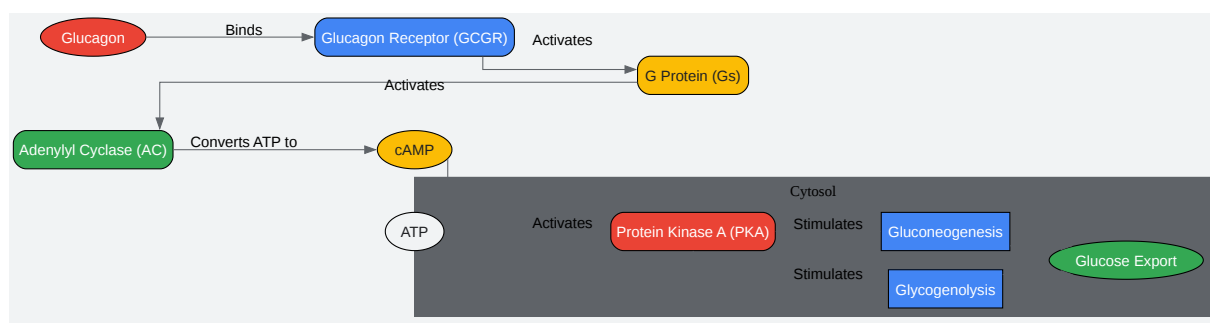 Glucagon
Binds
Glucagon Receptor (GCGR)
Activates
G Protein (Gs)
Activates
Adenylyl Cyclase (AC)
Converts ATP to
cAMP
Cytosol
ATP
Activates
Protein Kinase A (PKA)
Stimulates
Gluconeogenesis
Stimulates
Glycogenolysis
Glucose Export